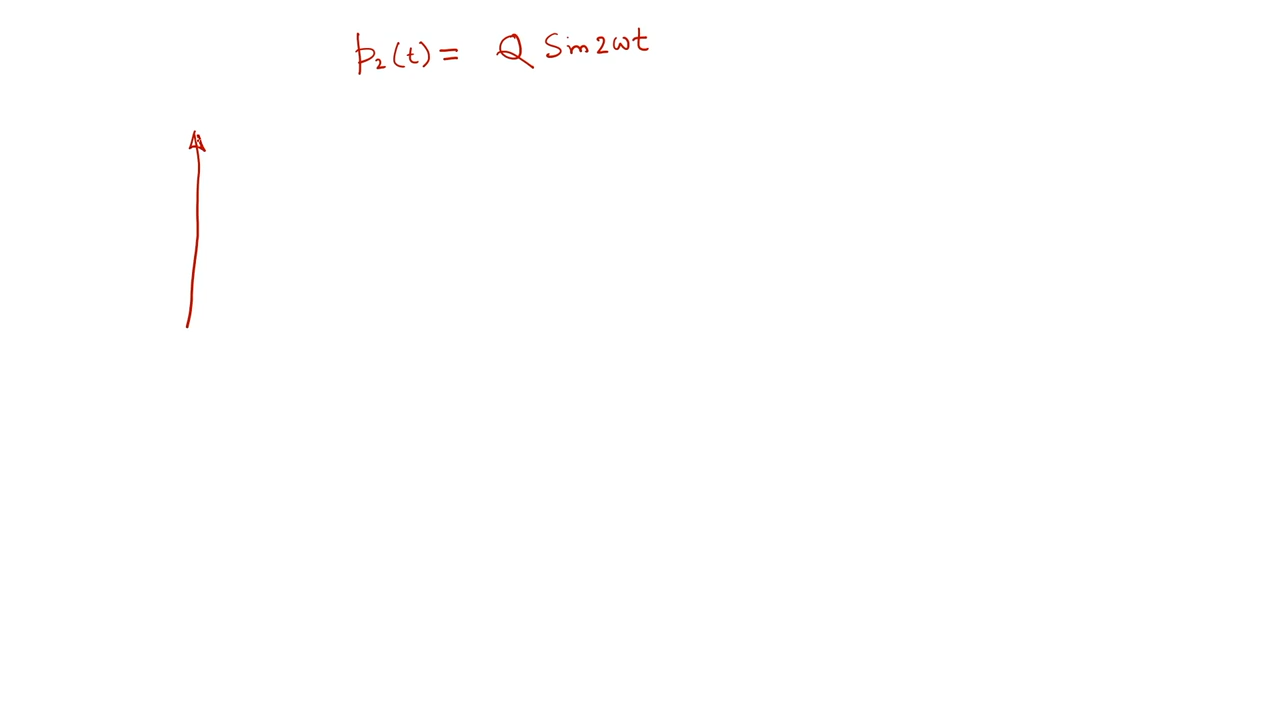 p₂(t) = Q Sin2ωt